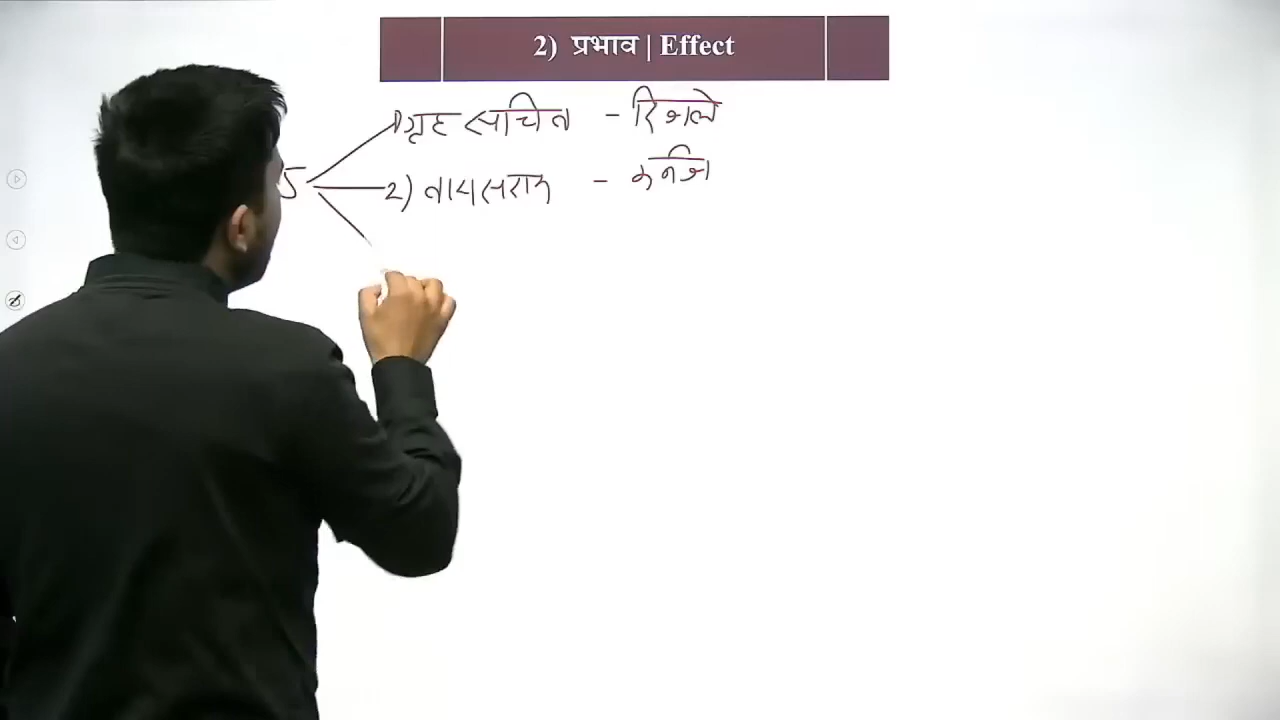 2) प्रभाव | Effect
1) गृह सचिव - रिजले
2) वायसराय - कर्जन